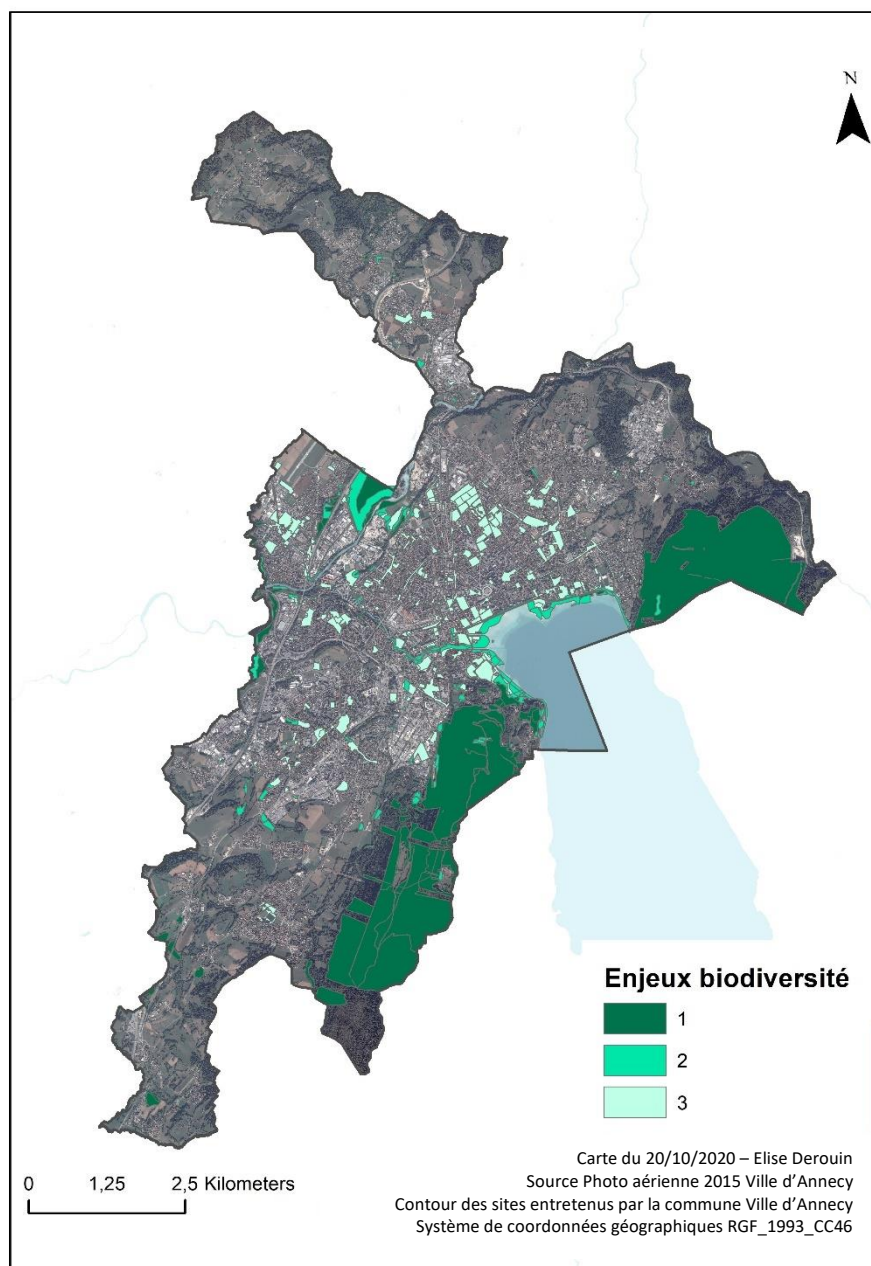 N
Enjeux biodiversité
1
2
3
0 1,25 2,5 Kilometers
Carte du 20/10/2020 – Elise Derouin
Source Photo aérienne 2015 Ville d’Annecy
Contour des sites entretenus par la commune Ville d’Annecy
Système de coordonnées géographiques RGF_1993_CC46